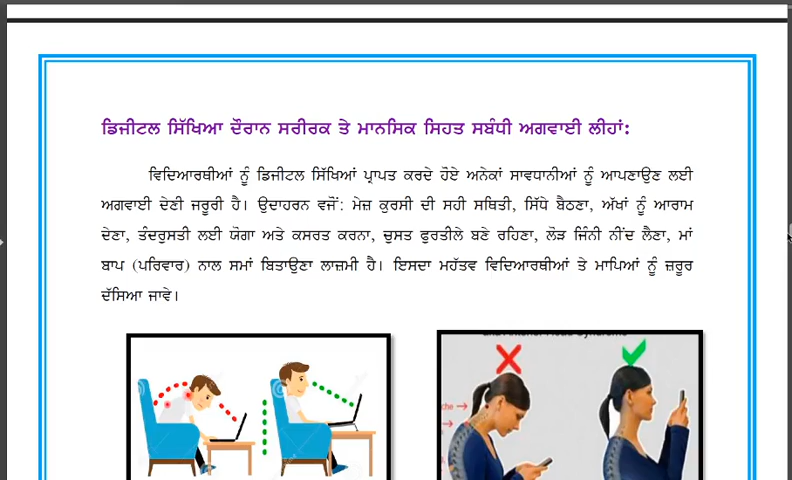 ਡਿਜੀਟਲ ਸਿੱਖਿਆ ਦੌਰਾਨ ਸਰੀਰਕ ਤੇ ਮਾਨਸਿਕ ਸਿਹਤ ਸਬੰਧੀ ਅਗਵਾਈ ਲੀਹਾਂ:
ਵਿਦਿਆਰਥੀਆਂ ਨੂੰ ਡਿਜੀਟਲ ਸਿੱਖਿਆਂ ਪ੍ਰਾਪਤ ਕਰਦੇ ਹੋਏ ਅਨੇਕਾਂ ਸਾਵਧਾਨੀਆਂ ਨੂੰ ਆਪਣਾਉਣ ਲਈ
ਅਗਵਾਈ ਦੇਣੀ ਜਰੂਰੀ ਹੈ। ਉਦਾਹਰਨ ਵਜੋਂ: ਮੇਜ਼ ਕੁਰਸੀ ਦੀ ਸਹੀ ਸਥਿਤੀ, ਸਿੱਧੇ ਬੈਠਣਾ, ਅੱਖਾਂ ਨੂੰ ਆਰਾਮ
ਦੇਣਾ, ਤੰਦਰੁਸਤੀ ਲਈ ਯੋਗਾ ਅਤੇ ਕਸਰਤ ਕਰਨਾ, ਚੁਸਤ ਫੁਰਤੀਲੇ ਬਣੇ ਰਹਿਣਾ, ਲੋੜ ਜਿੰਨੀ ਨੀਂਦ ਲੈਣਾ, ਮਾਂ
ਬਾਪ (ਪਰਿਵਾਰ) ਨਾਲ ਸਮਾਂ ਬਿਤਾਉਣਾ ਲਾਜ਼ਮੀ ਹੈ। ਇਸਦਾ ਮਹੱਤਵ ਵਿਦਿਆਰਥੀਆਂ ਤੇ ਮਾਪਿਆਂ ਨੂੰ ਜ਼ਰੂਰ
ਦੱਸਿਆ ਜਾਵੇ।